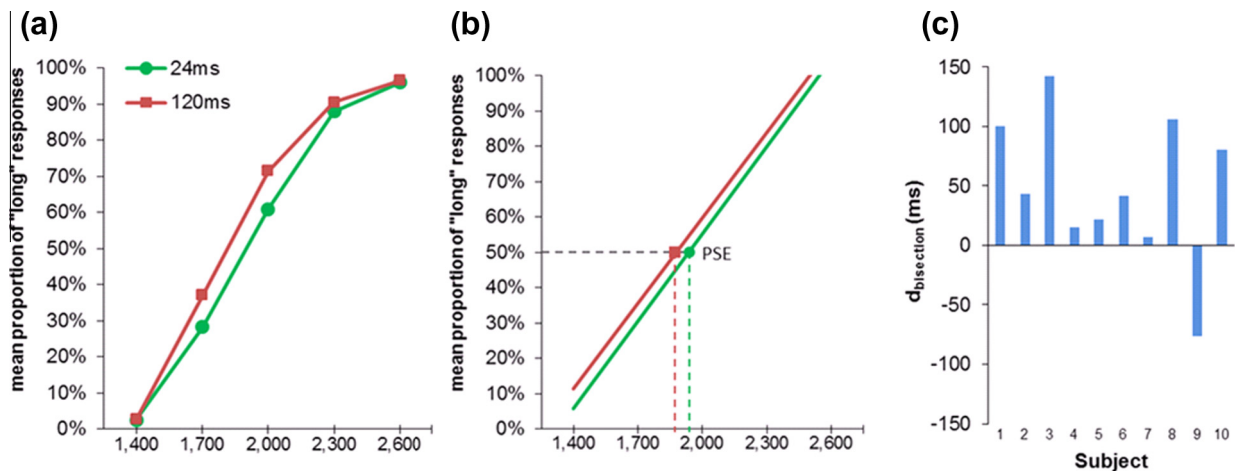 (a)
mean proportion of "long" responses
100%
90%
80%
70%
60%
50%
40%
30%
20%
10%
0%
24ms
120ms
1,400 1,700 2,000 2,300 2,600
(b)
mean proportion of "long" responses
100%
90%
80%
70%
60%
50%
40%
30%
20%
10%
0%
PSE
1,400 1,700 2,000 2,300 2,600
(c)
dbisection (ms)
150
100
50
0
-50
-100
-150
1 2 3 4 5 6 7 8 9 10
Subject